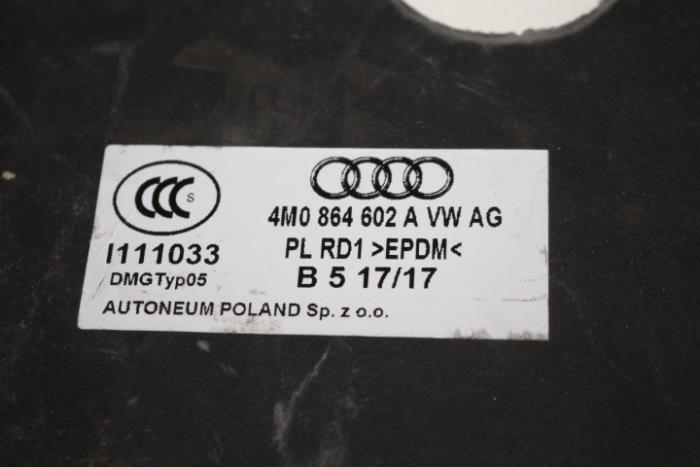 CCC S
4M0 864 602 A VW AG
I111033
PL RD1 >EPDM<
DMGTyp05
B 5 17/17
AUTONEUM POLAND Sp. z o.o.